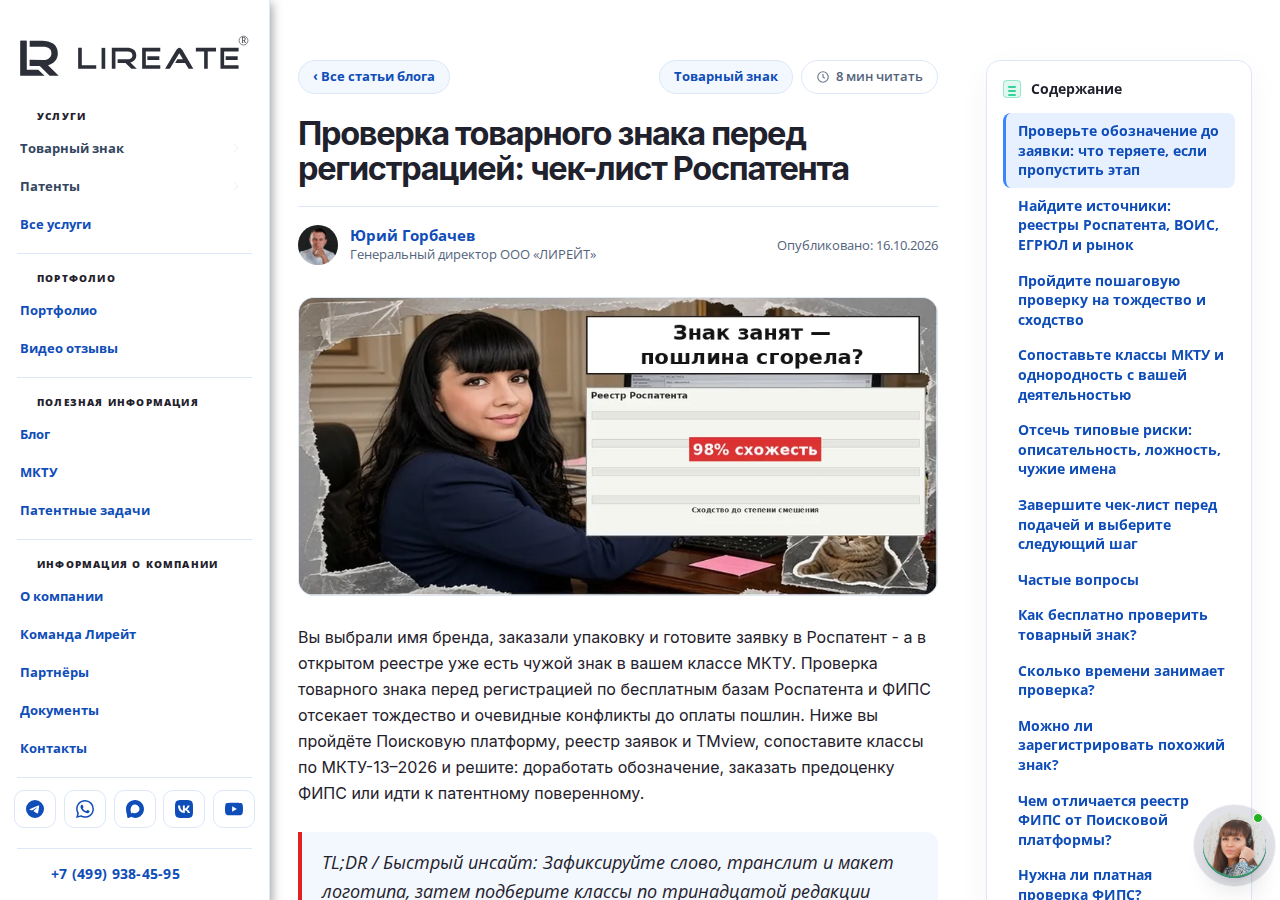 LIREATE®
УСЛУГИ
Товарный знак
Патенты
Все услуги
ПОРТФОЛИО
Портфолио
Видео отзывы
ПОЛЕЗНАЯ ИНФОРМАЦИЯ
Блог
МКТУ
Патентные задачи
ИНФОРМАЦИЯ О КОМПАНИИ
О компании
Команда Лирейт
Партнёры
Документы
Контакты
+7 (499) 938-45-95
‹ Все статьи блога
Товарный знак
8 мин читать
Проверка товарного знака перед
регистрацией: чек-лист Роспатента
Юрий Горбачев
Генеральный директор ООО «ЛИРЕЙТ»
Опубликовано: 16.10.2026
Знак занят —
пошлина сгорела?
Реестр Роспатента
98% схожесть
Сходство до степени смешения
Вы выбрали имя бренда, заказали упаковку и готовите заявку в Роспатент - а в
открытом реестре уже есть чужой знак в вашем классе МКТУ. Проверка
товарного знака перед регистрацией по бесплатным базам Роспатента и ФИПС
отсекает тождество и очевидные конфликты до оплаты пошлин. Ниже вы
пройдёте Поисковую платформу, реестр заявок и TMview, сопоставите классы
по МКТУ-13–2026 и решите: доработать обозначение, заказать предоценку
ФИПС или идти к патентному поверенному.
TL;DR / Быстрый инсайт: Зафиксируйте слово, транслит и макет
логотипа, затем подберите классы по тринадцатой редакции
Содержание
Проверьте обозначение до
заявки: что теряете, если
пропустить этап
Найдите источники:
реестры Роспатента, ВОИС,
ЕГРЮЛ и рынок
Пройдите пошаговую
проверку на тождество и
сходство
Сопоставьте классы МКТУ и
однородность с вашей
деятельностью
Отсечь типовые риски:
описательность, ложность,
чужие имена
Завершите чек-лист перед
подачей и выберите
следующий шаг
Частые вопросы
Как бесплатно проверить
товарный знак?
Сколько времени занимает
проверка?
Можно ли
зарегистрировать похожий
знак?
Чем отличается реестр
ФИПС от Поисковой
платформы?
Нужна ли платная
проверка ФИПС?